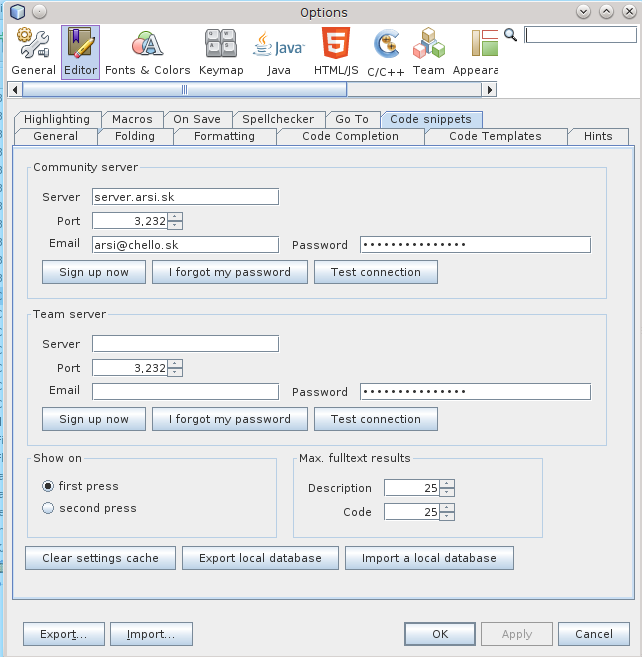 Options
General Editor Fonts & Colors Keymap Java HTML/JS C/C++ Team Appeara
Highlighting Macros On Save Spellchecker Go To Code snippets
General Folding Formatting Code Completion Code Templates Hints
Community server
Server server.arsi.sk
Port 3,232
Email arsi@chello.sk Password •••••••••••••••
Sign up now I forgot my password Test connection
Team server
Server
Port 3,232
Email Password •••••••••••••••
Sign up now I forgot my password Test connection
Show on Max. fulltext results
first press Description 25
second press Code 25
Clear settings cache Export local database Import a local database
Export... Import... OK Apply Cancel